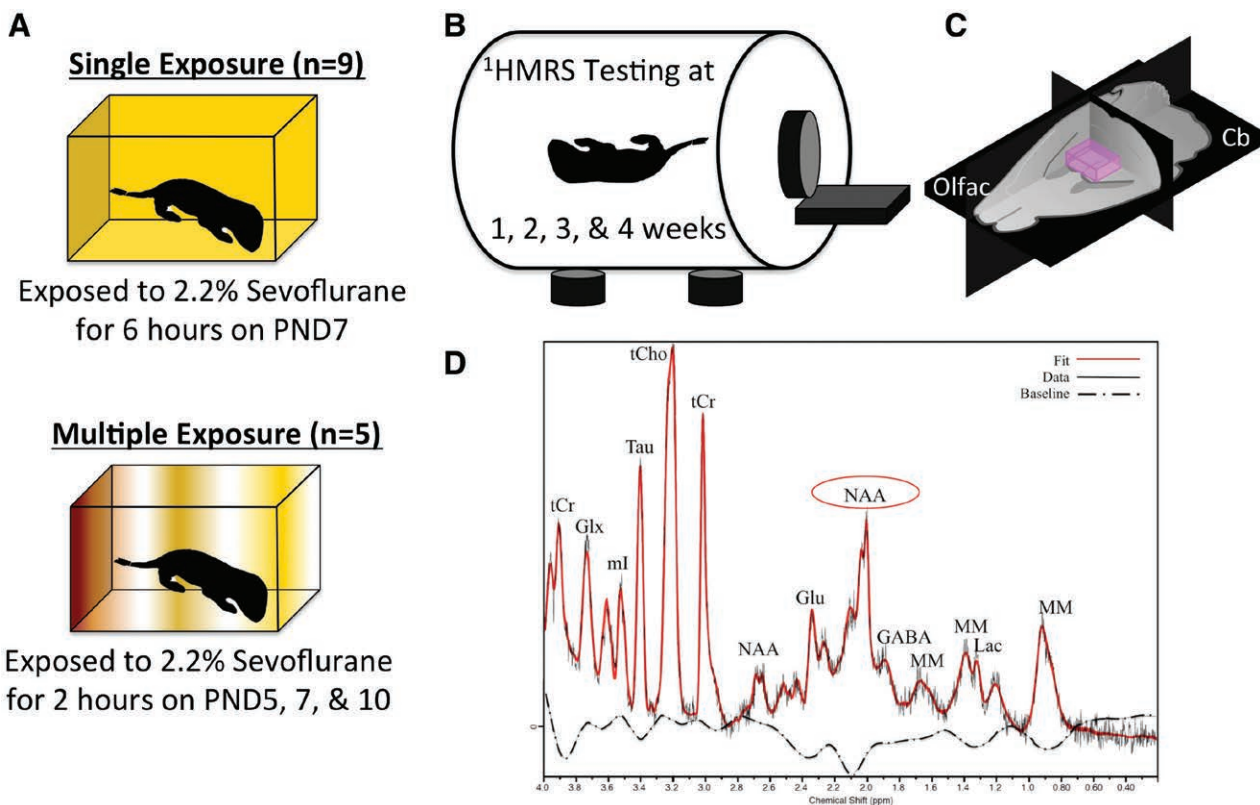 A
Single Exposure (n=9)
Exposed to 2.2% Sevoflurane
for 6 hours on PND7
Multiple Exposure (n=5)
Exposed to 2.2% Sevoflurane
for 2 hours on PND5, 7, & 10
B
¹HMRS Testing at
1, 2, 3, & 4 weeks
C
Olfac
Cb
D
tCho
tCr
Tau
tCr
Glx
mI
NAA
Glu
NAA
GABA
MM
MM
Lac
MM
Fit
Data
Baseline
0
4.0 3.8 3.6 3.4 3.2 3.0 2.8 2.6 2.4 2.2 2.0 1.8 1.6 1.4 1.2 1.0 0.80 0.60 0.40
Chemical Shift (ppm)